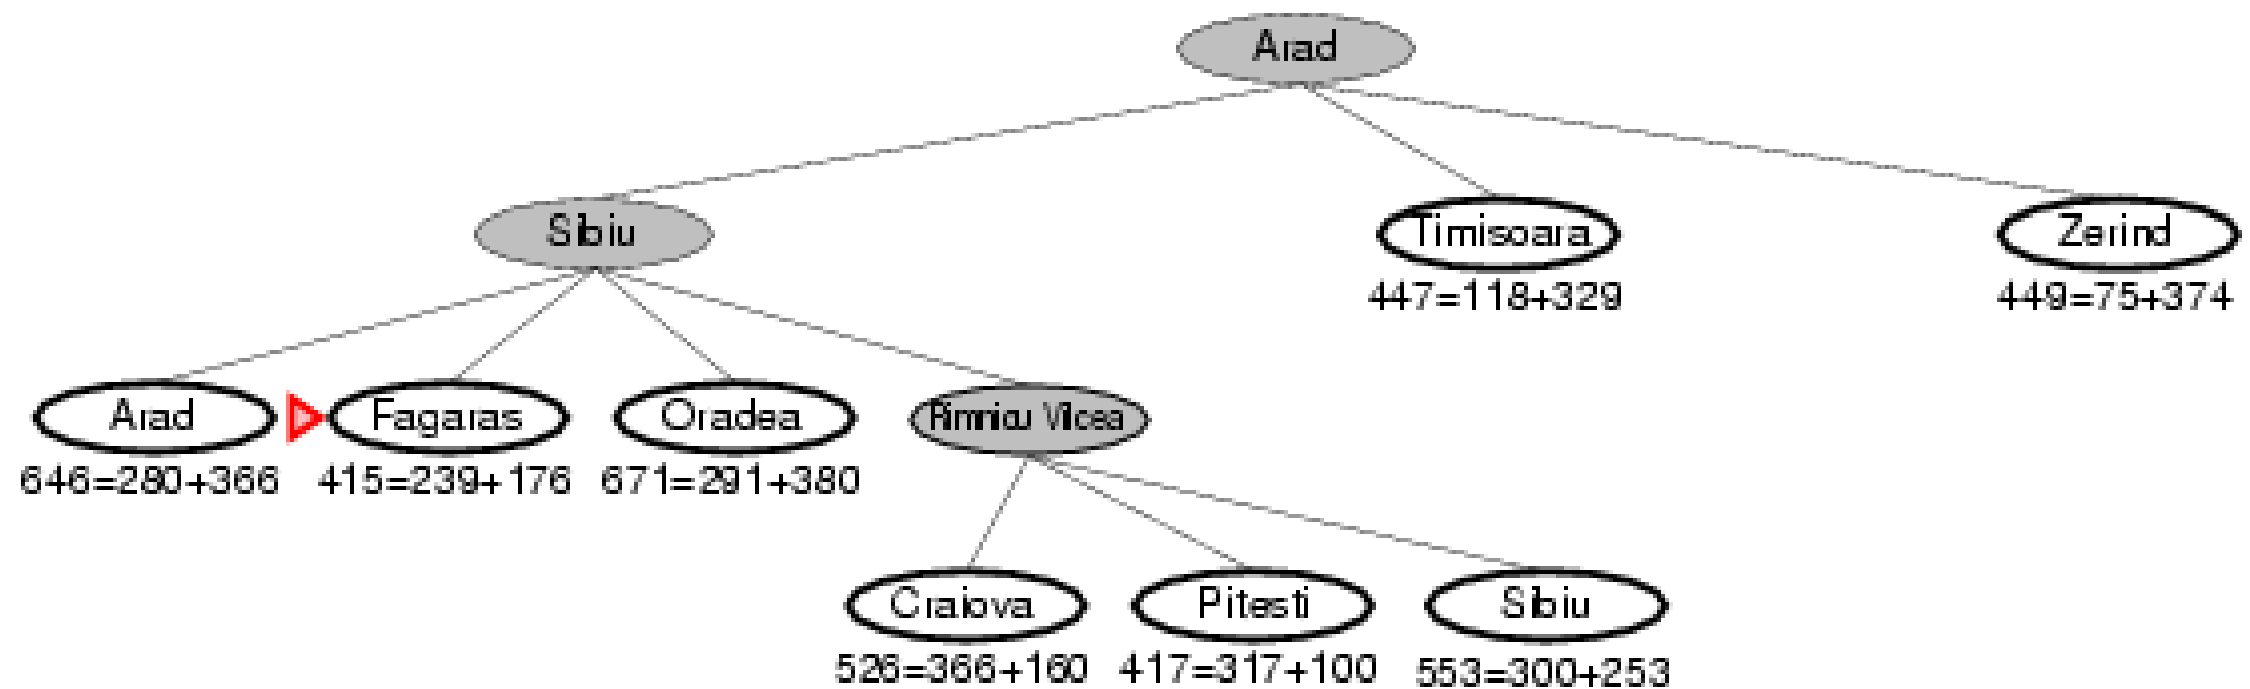 Arad
Sibiu
Timisoara
Zerind
447=118+329
449=75+374
Arad
Fagaras
Oradea
Rimnicu Vilcea
646=280+366
415=239+176
671=291+380
Craiova
Pitesti
Sibiu
526=366+160
417=317+100
553=300+253